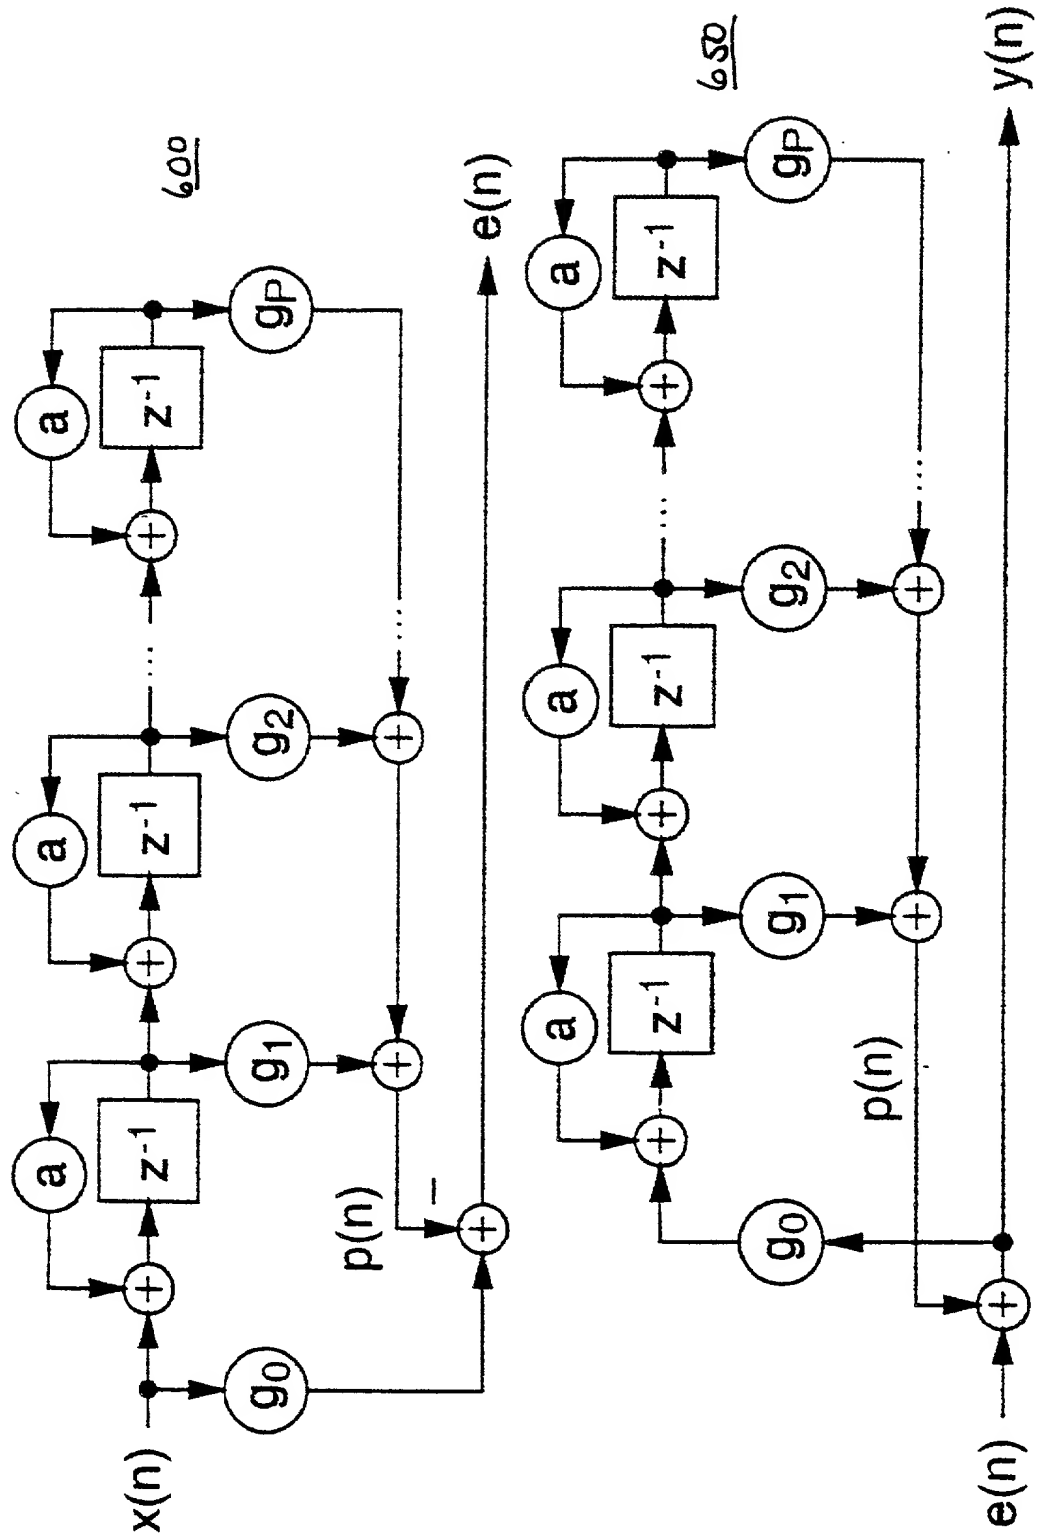 600
a
a
a
z-1
z-1
z-1
+
+
+
x(n)
g0
g1
g2
...
gP
p(n)
+
+
...
−
+
e(n)
650
a
a
a
z-1
z-1
z-1
+
+
+
...
g0
g1
g2
gP
p(n)
+
+
...
e(n)
+
y(n)